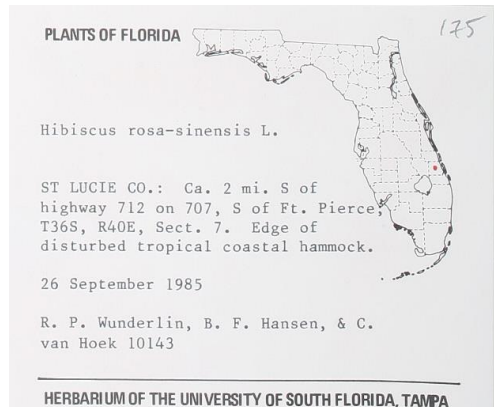 175
PLANTS OF FLORIDA
Hibiscus rosa-sinensis L.
ST LUCIE CO.: Ca. 2 mi. S of
highway 712 on 707, S of Ft. Pierce,
T36S, R40E, Sect. 7. Edge of
disturbed tropical coastal hammock.
26 September 1985
R. P. Wunderlin, B. F. Hansen, & C.
van Hoek 10143
HERBARIUM OF THE UNIVERSITY OF SOUTH FLORIDA, TAMPA